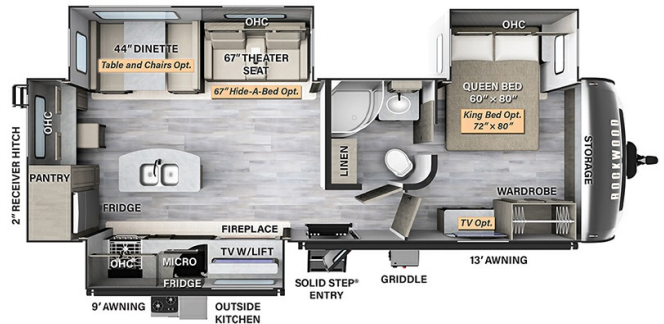 OHC
44" DINETTE
Table and Chairs Opt.
67" THEATER
SEAT
67" Hide-A-Bed Opt.
OHC
QUEEN BED
60" x 80"
King Bed Opt.
72" x 80"
OHC
2" RECEIVER HITCH
PANTRY
FRIDGE
LINEN
STORAGE
ROCKWOOD
WARDROBE
TV Opt.
FIREPLACE
OHC
MICRO
TV W/LIFT
FRIDGE
9' AWNING
OUTSIDE
KITCHEN
SOLID STEP®
ENTRY
GRIDDLE
13' AWNING